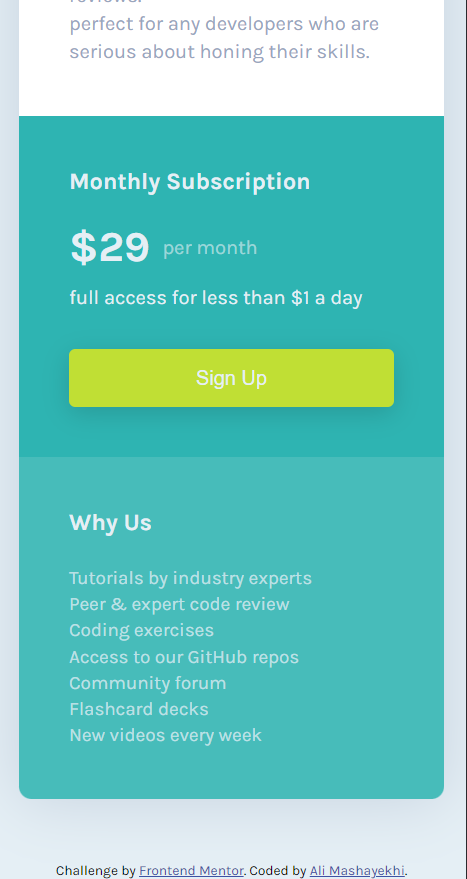 reviews.
perfect for any developers who are
serious about honing their skills.
Monthly Subscription
$29 per month
full access for less than $1 a day
Sign Up
Why Us
Tutorials by industry experts
Peer & expert code review
Coding exercises
Access to our GitHub repos
Community forum
Flashcard decks
New videos every week
Challenge by Frontend Mentor. Coded by Ali Mashayekhi.